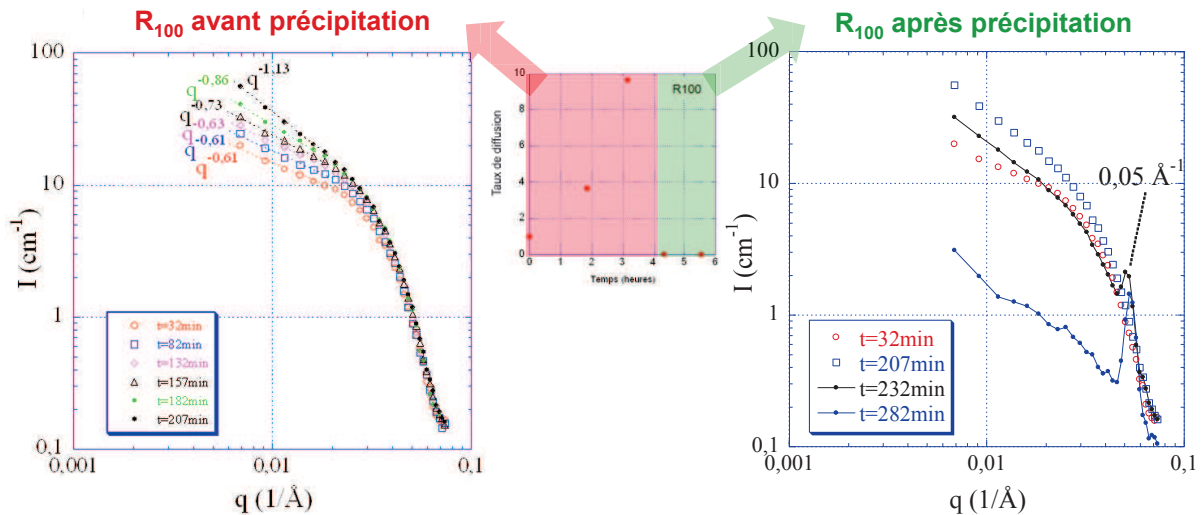 R₁₀₀ avant précipitation
R₁₀₀ après précipitation
100
10
1
0,1
0,001
0,01
0,1
I (cm⁻¹)
q (1/Å)
q⁻¹·¹³
q⁻⁰,⁸⁶
q⁻⁰,⁷³
q⁻⁰,⁶³
q⁻⁰,⁶¹
q⁻⁰,⁶¹
t=32min
t=82min
t=132min
t=157min
t=182min
t=207min
10
8
6
4
2
0
0
1
2
3
4
5
6
R100
Taux de diffusion
Temps (heures)
100
10
1
0,1
0,001
0,01
0,1
I (cm⁻¹)
q (1/Å)
0,05 Å⁻¹
t=32min
t=207min
t=232min
t=282min